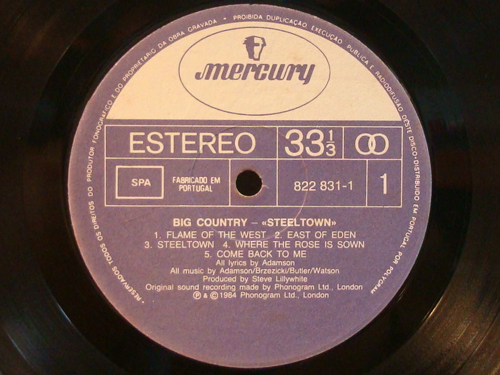 RESERVADOS TODOS OS DIREITOS DO PRODUTOR FONOGRÁFICO E DO PROPRIETÁRIO DA OBRA GRAVADA • PROIBIDA DUPLICAÇÃO EXECUÇÃO PÚBLICA E RADIODIFUSÃO DESTE DISCO•DISTRIBUIDO EM PORTUGAL POR POLYGRAM
mercury
ESTEREO
33 1/3
SPA
FABRICADO EM
PORTUGAL
822 831-1
1
BIG COUNTRY – «STEELTOWN»
1. FLAME OF THE WEST 2. EAST OF EDEN
3. STEELTOWN 4. WHERE THE ROSE IS SOWN
5. COME BACK TO ME
All lyrics by Adamson
All music by Adamson/Brzezicki/Butler/Watson
Produced by Steve Lillywhite
Original sound recording made by Phonogram Ltd., London
℗ & © 1984 Phonogram Ltd., London